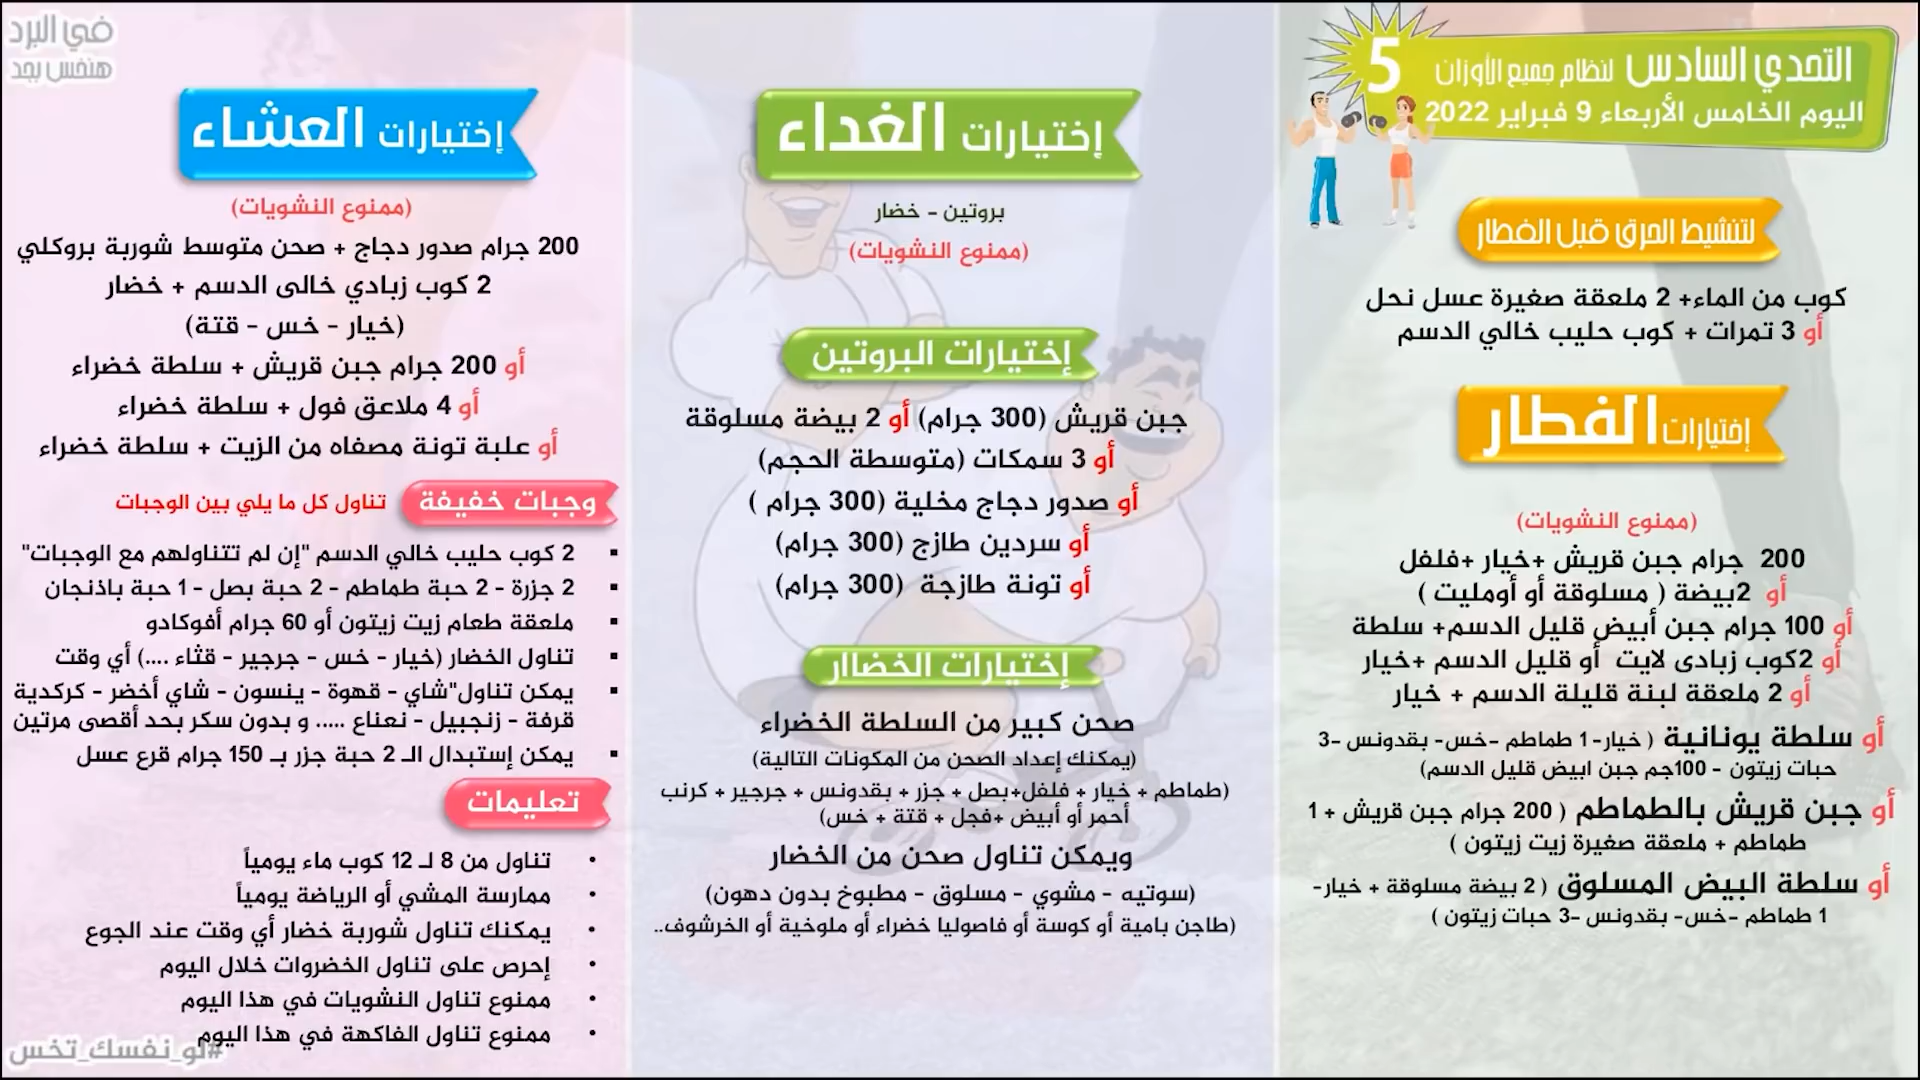 التحدي السادس لنظام جميع الأوزان
5
اليوم الخامس الأربعاء 9 فبراير 2022
لتنشيط الحرق قبل الفطار
كوب من الماء+ 2 ملعقة صغيرة عسل نحل
أو 3 تمرات + كوب حليب خالي الدسم
إختيارات الفطار
(ممنوع النشويات)
200 جرام جبن قريش +خيار +فلفل
أو 2بيضة ( مسلوقة أو أومليت )
أو 100 جرام جبن أبيض قليل الدسم+ سلطة
أو 2كوب زبادى لايت أو قليل الدسم +خيار
أو 2 ملعقة لبنة قليلة الدسم + خيار
أو سلطة يونانية ( خيار- 1 طماطم -خس- بقدونس -3
حبات زيتون - 100جم جبن ابيض قليل الدسم)
أو جبن قريش بالطماطم ( 200 جرام جبن قريش + 1
طماطم + ملعقة صغيرة زيت زيتون )
أو سلطة البيض المسلوق ( 2 بيضة مسلوقة + خيار-
1 طماطم -خس- بقدونس -3 حبات زيتون )
إختيارات الغداء
بروتين - خضار
(ممنوع النشويات)
إختيارات البروتين
جبن قريش (300 جرام) أو 2 بيضة مسلوقة
أو 3 سمكات (متوسطة الحجم)
أو صدور دجاج مخلية (300 جرام )
أو سردين طازج (300 جرام)
أو تونة طازجة (300 جرام)
إختيارات الخضاار
صحن كبير من السلطة الخضراء
(يمكنك إعداد الصحن من المكونات التالية)
(طماطم + خيار + فلفل+بصل + جزر + بقدونس + جرجير + كرنب
أحمر أو أبيض +فجل + قتة + خس)
ويمكن تناول صحن من الخضار
(سوتيه - مشوي - مسلوق - مطبوخ بدون دهون)
(طاجن بامية أو كوسة أو فاصوليا خضراء أو ملوخية أو الخرشوف..
في البرد
هنخس بجد
إختيارات العشاء
(ممنوع النشويات)
200 جرام صدور دجاج + صحن متوسط شوربة بروكلي
2 كوب زبادي خالى الدسم + خضار
(خيار - خس - قتة)
أو 200 جرام جبن قريش + سلطة خضراء
أو 4 ملاعق فول + سلطة خضراء
أو علبة تونة مصفاه من الزيت + سلطة خضراء
وجبات خفيفة تناول كل ما يلي بين الوجبات
▪ 2 كوب حليب خالي الدسم "إن لم تتناولهم مع الوجبات"
▪ 2 جزرة - 2 حبة طماطم - 2 حبة بصل - 1 حبة باذنجان
▪ ملعقة طعام زيت زيتون أو 60 جرام أفوكادو
▪ تناول الخضار (خيار - خس - جرجير - قثاء ....) أي وقت
▪ يمكن تناول"شاي - قهوة - ينسون - شاي أخضر - كركدية
قرفة - زنجبيل - نعناع ..... و بدون سكر بحد أقصى مرتين
▪ يمكن إستبدال الـ 2 حبة جزر بـ 150 جرام قرع عسل
تعليمات
• تناول من 8 لـ 12 كوب ماء يومياً
• ممارسة المشي أو الرياضة يومياً
• يمكنك تناول شوربة خضار أي وقت عند الجوع
• إحرص على تناول الخضروات خلال اليوم
• ممنوع تناول النشويات في هذا اليوم
• ممنوع تناول الفاكهة في هذا اليوم
#لو_نفسك_تخس